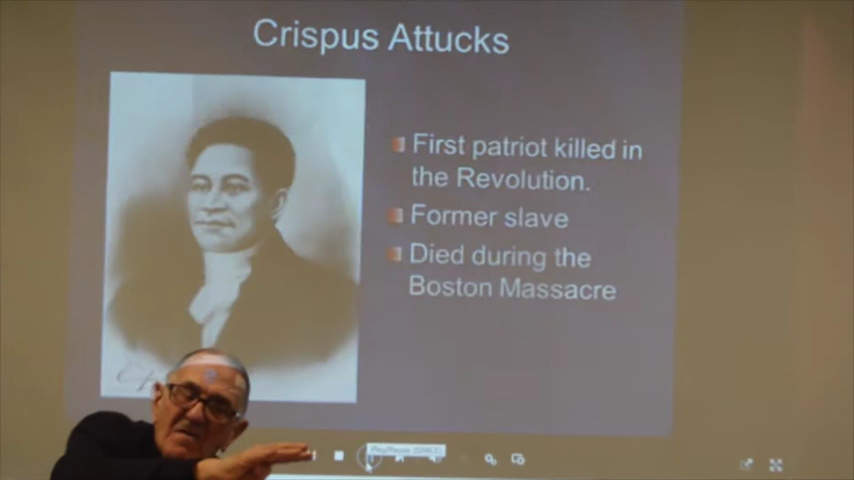 Crispus Attucks
First patriot killed in
the Revolution.
Former slave
Died during the
Boston Massacre